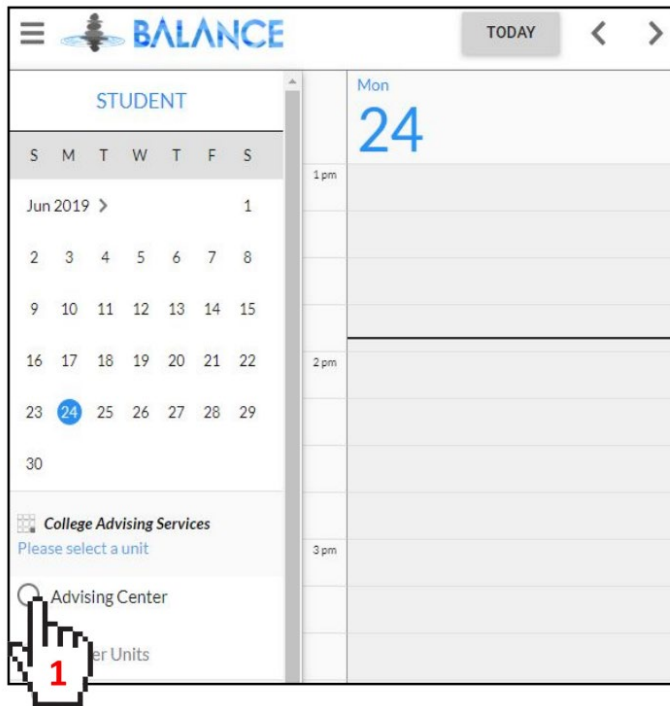 BALANCE
TODAY
STUDENT
S M T W T F S
Jun 2019 > 1
2 3 4 5 6 7 8
9 10 11 12 13 14 15
16 17 18 19 20 21 22
23 24 25 26 27 28 29
30
College Advising Services
Please select a unit
Advising Center
Units
1
Mon
24
1 pm
2 pm
3 pm